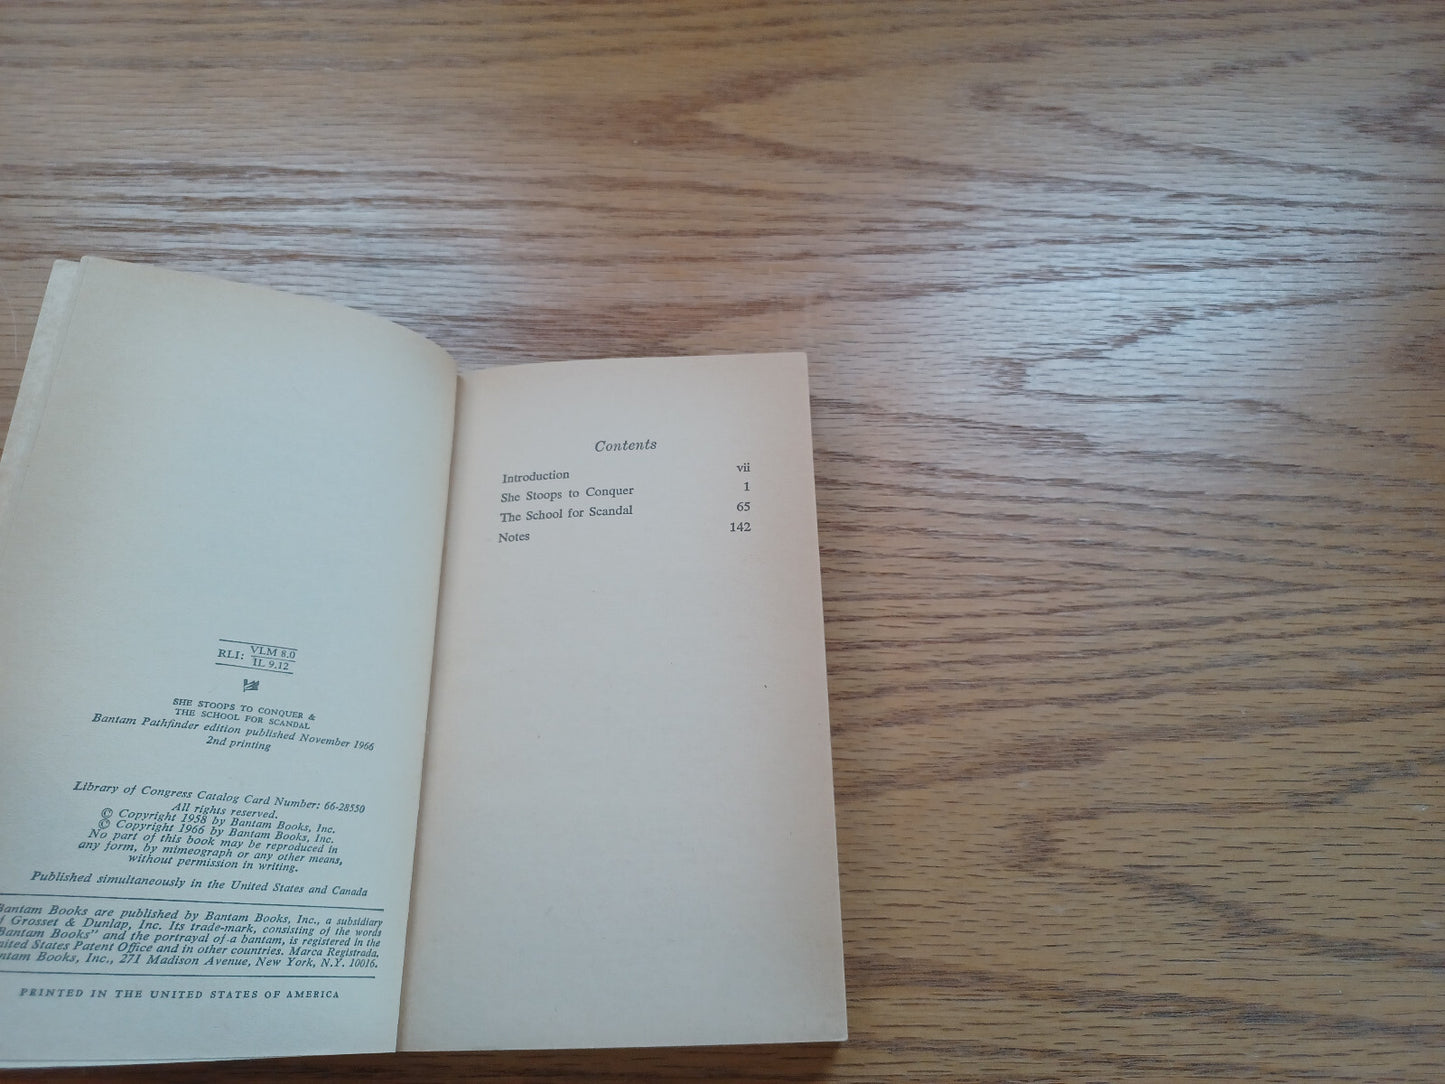 RLI: VLM 8.0
IL 9.12
SHE STOOPS TO CONQUER &
THE SCHOOL FOR SCANDAL
Bantam Pathfinder edition published November 1966
2nd printing
Library of Congress Catalog Card Number: 66-28550
All rights reserved.
© Copyright 1958 by Bantam Books, Inc.
© Copyright 1966 by Bantam Books, Inc.
No part of this book may be reproduced in
any form, by mimeograph or any other means,
without permission in writing.
Published simultaneously in the United States and Canada
Bantam Books are published by Bantam Books, Inc., a subsidiary
f Grosset & Dunlap, Inc. Its trade-mark, consisting of the words
Bantam Books" and the portrayal of a bantam, is registered in the
nited States Patent Office and in other countries. Marca Registrada.
ntam Books, Inc., 271 Madison Avenue, New York, N.Y. 10016.
PRINTED IN THE UNITED STATES OF AMERICA
Contents
Introduction vii
She Stoops to Conquer 1
The School for Scandal 65
Notes 142